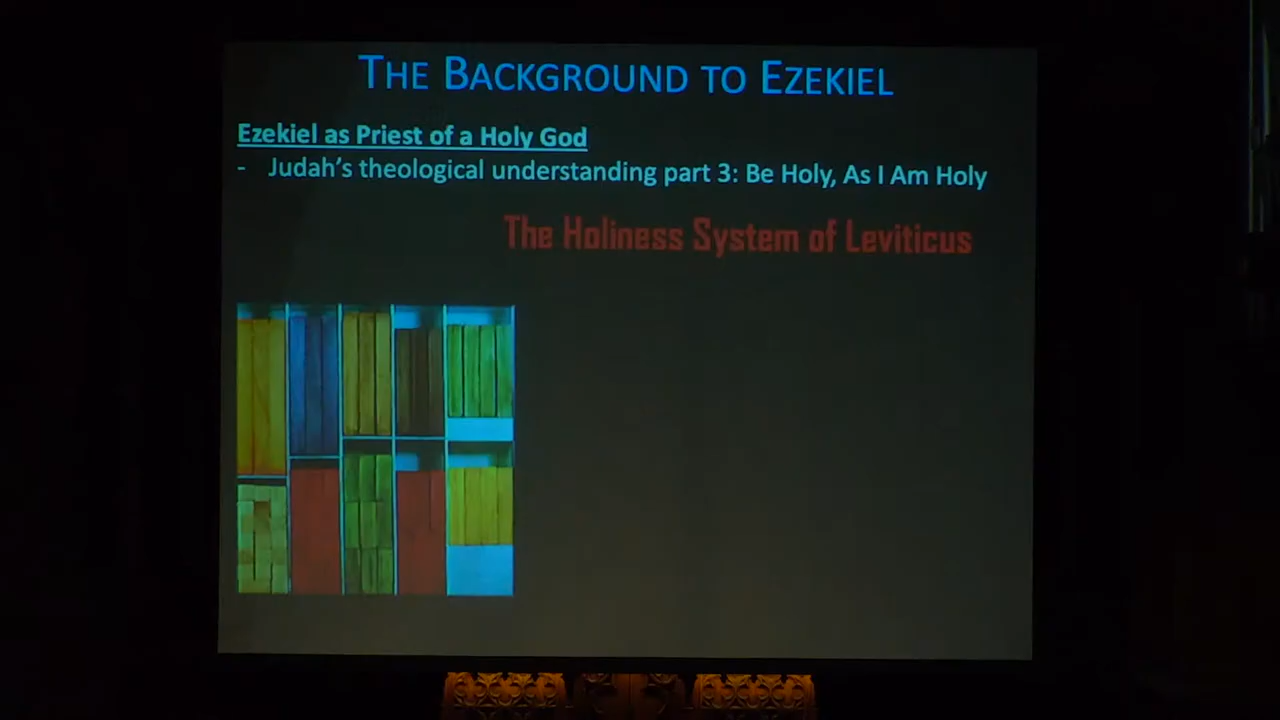 THE BACKGROUND TO EZEKIEL
Ezekiel as Priest of a Holy God
- Judah's theological understanding part 3: Be Holy, As I Am Holy
The Holiness System of Leviticus